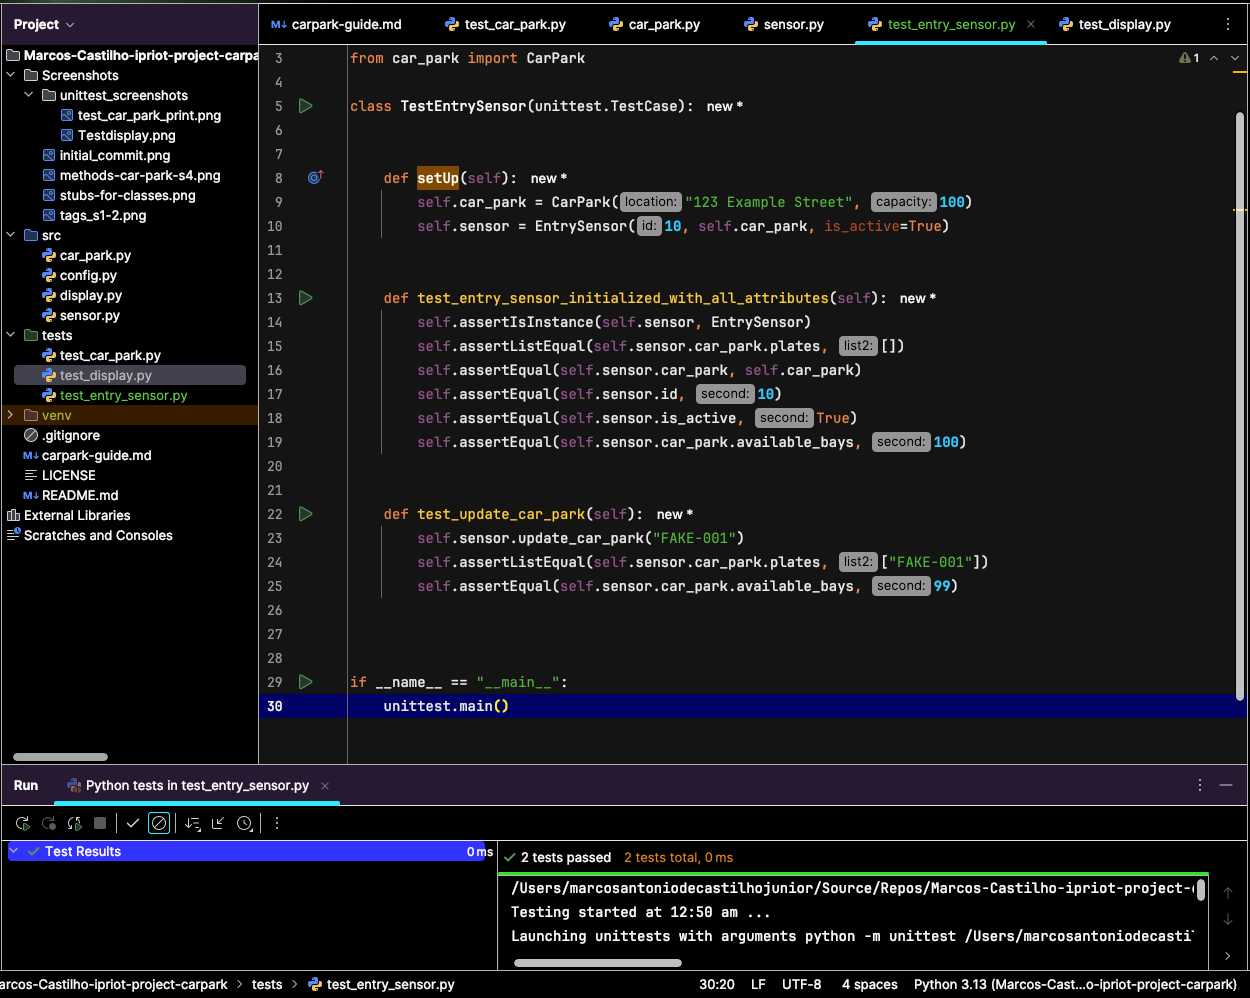 Project
carpark-guide.md
test_car_park.py
car_park.py
sensor.py
test_entry_sensor.py
test_display.py
Marcos-Castilho-ipriot-project-carpa
Screenshots
unittest_screenshots
test_car_park_print.png
Testdisplay.png
initial_commit.png
methods-car-park-s4.png
stubs-for-classes.png
tags_s1-2.png
src
car_park.py
config.py
display.py
sensor.py
tests
test_car_park.py
test_display.py
test_entry_sensor.py
venv
.gitignore
M↓ carpark-guide.md
LICENSE
M↓ README.md
External Libraries
Scratches and Consoles
3 from car_park import CarPark
1
4
5 class TestEntrySensor(unittest.TestCase): new *
6
7
8 def setUp(self): new *
9 self.car_park = CarPark( location: "123 Example Street", capacity: 100)
10 self.sensor = EntrySensor( id: 10, self.car_park, is_active=True)
11
12
13 def test_entry_sensor_initialized_with_all_attributes(self): new *
14 self.assertIsInstance(self.sensor, EntrySensor)
15 self.assertListEqual(self.sensor.car_park.plates, list2: [])
16 self.assertEqual(self.sensor.car_park, self.car_park)
17 self.assertEqual(self.sensor.id, second: 10)
18 self.assertEqual(self.sensor.is_active, second: True)
19 self.assertEqual(self.sensor.car_park.available_bays, second: 100)
20
21
22 def test_update_car_park(self): new *
23 self.sensor.update_car_park("FAKE-001")
24 self.assertListEqual(self.sensor.car_park.plates, list2: ["FAKE-001"])
25 self.assertEqual(self.sensor.car_park.available_bays, second: 99)
26
27
28
29 if __name__ == "__main__":
30 unittest.main()
Run
Python tests in test_entry_sensor.py
Test Results 0 ms
2 tests passed 2 tests total, 0 ms
/Users/marcosantoniodecastilhojunior/Source/Repos/Marcos-Castilho-ipriot-project-
Testing started at 12:50 am ...
Launching unittests with arguments python -m unittest /Users/marcosantoniodecasti
arcos-Castilho-ipriot-project-carpark > tests > test_entry_sensor.py
30:20 LF UTF-8 4 spaces Python 3.13 (Marcos-Cast...o-ipriot-project-carpark)